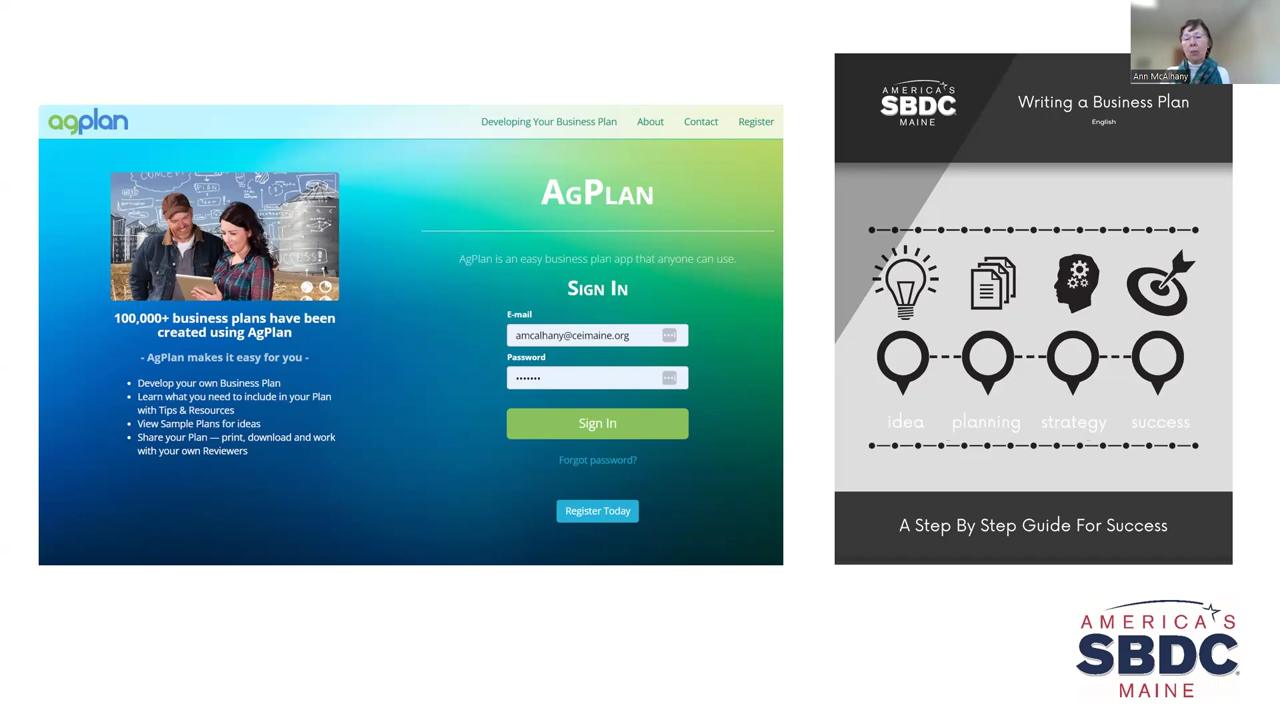 agplan
Developing Your Business Plan
About
Contact
Register
CONCEPT
PLAN
100,000+ business plans have been
created using AgPlan
- AgPlan makes it easy for you -
• Develop your own Business Plan
• Learn what you need to include in your Plan
with Tips & Resources
• View Sample Plans for ideas
• Share your Plan — print, download and work
with your own Reviewers
AGPLAN
AgPlan is an easy business plan app that anyone can use.
SIGN IN
E-mail
amcalhany@ceimaine.org
Password
•••••••
Sign In
Forgot password?
Register Today
AMERICA'S
SBDC
MAINE
Writing a Business Plan
English
idea
planning
strategy
success
A Step By Step Guide For Success
Ann McAlhany
AMERICA'S
SBDC
MAINE